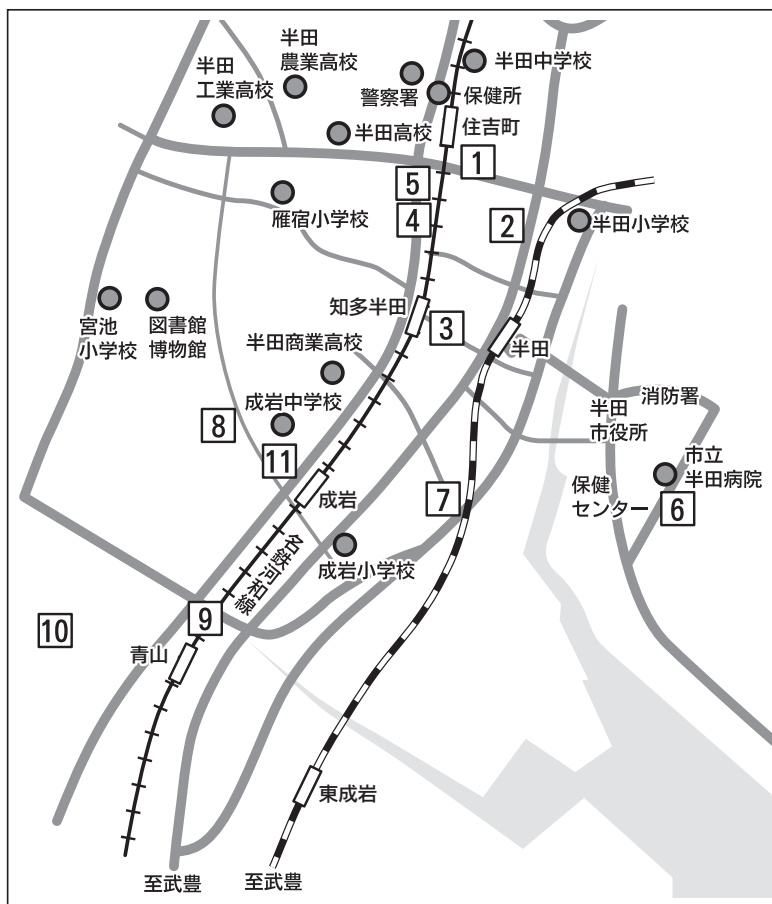 半田
農業高校
半田
工業高校
半田中学校
警察署
保健所
半田高校
住吉町
1
5
4
2
雁宿小学校
半田小学校
知多半田
3
宮池
小学校
図書館
博物館
半田商業高校
半田
消防署
半田
市役所
成岩中学校
8
11
市立
半田病院
成岩
7
保健
センター
6
名鉄河和線
成岩小学校
9
10
青山
東成岩
至武豊
至武豊